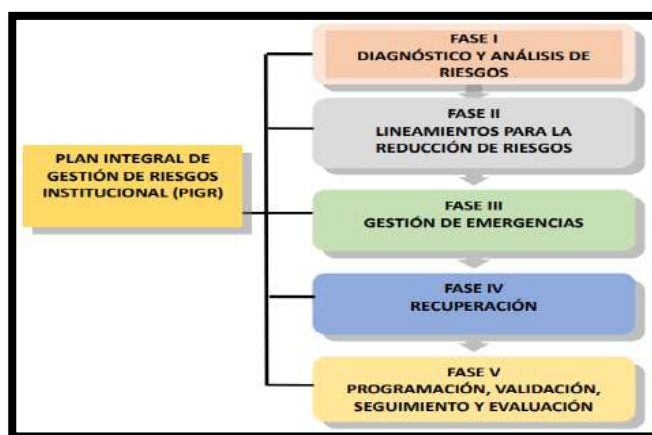 FASE I
DIAGNÓSTICO Y ANÁLISIS DE
RIESGOS
FASE II
LINEAMIENTOS PARA LA
REDUCCIÓN DE RIESGOS
PLAN INTEGRAL DE
GESTIÓN DE RIESGOS
INSTITUCIONAL (PIGR)
FASE III
GESTIÓN DE EMERGENCIAS
FASE IV
RECUPERACIÓN
FASE V
PROGRAMACIÓN, VALIDACIÓN,
SEGUIMIENTO Y EVALUACIÓN